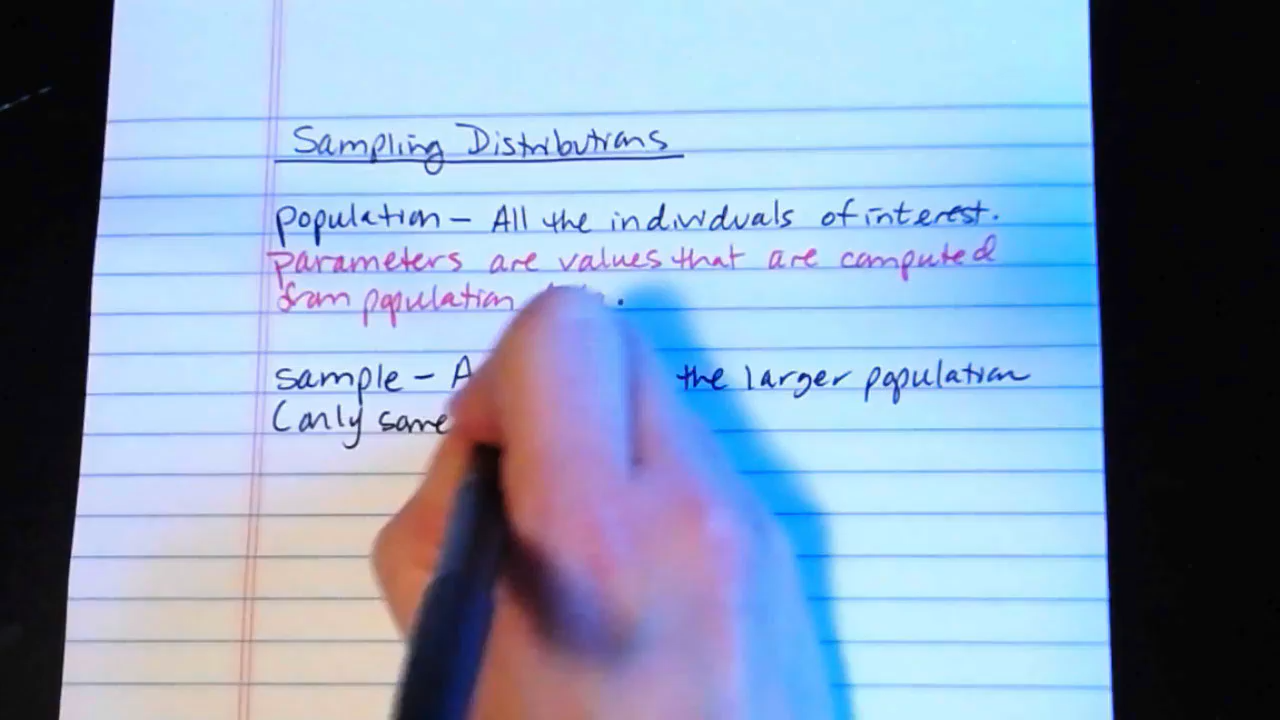 Sampling Distributions
population - All the individuals of interest.
parameters are values that are computed
from population
sample - A the larger population
(only some